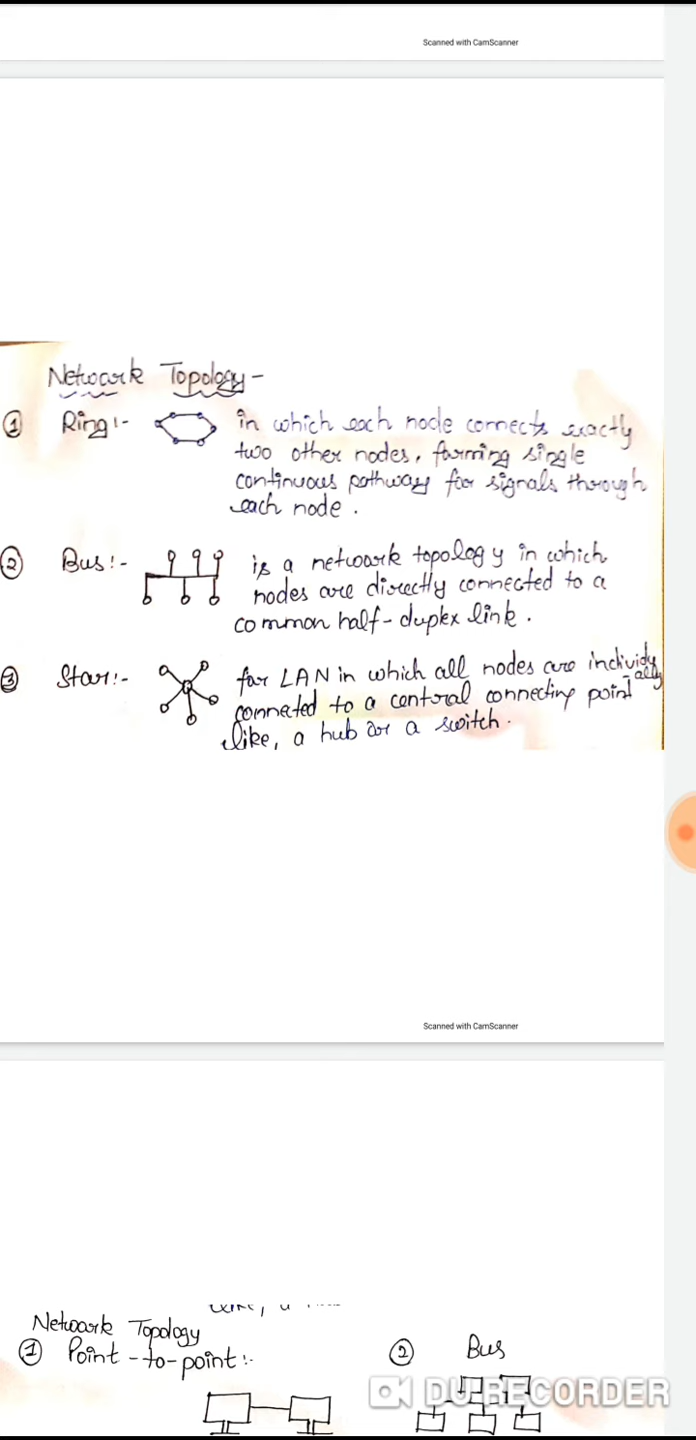 Scanned with CamScanner
Network Topology -
① Ring:- in which each node connects exactly
two other nodes, forming single
continuous pathway for signals through
each node.
② Bus:- is a network topology in which
nodes are directly connected to a
common half-duplex link.
③ Star:- for LAN in which all nodes are individually
connected to a central connecting point
like, a hub or a switch.
Scanned with CamScanner
Network Topology
① Point-to-point:-
② Bus
DU RECORDER